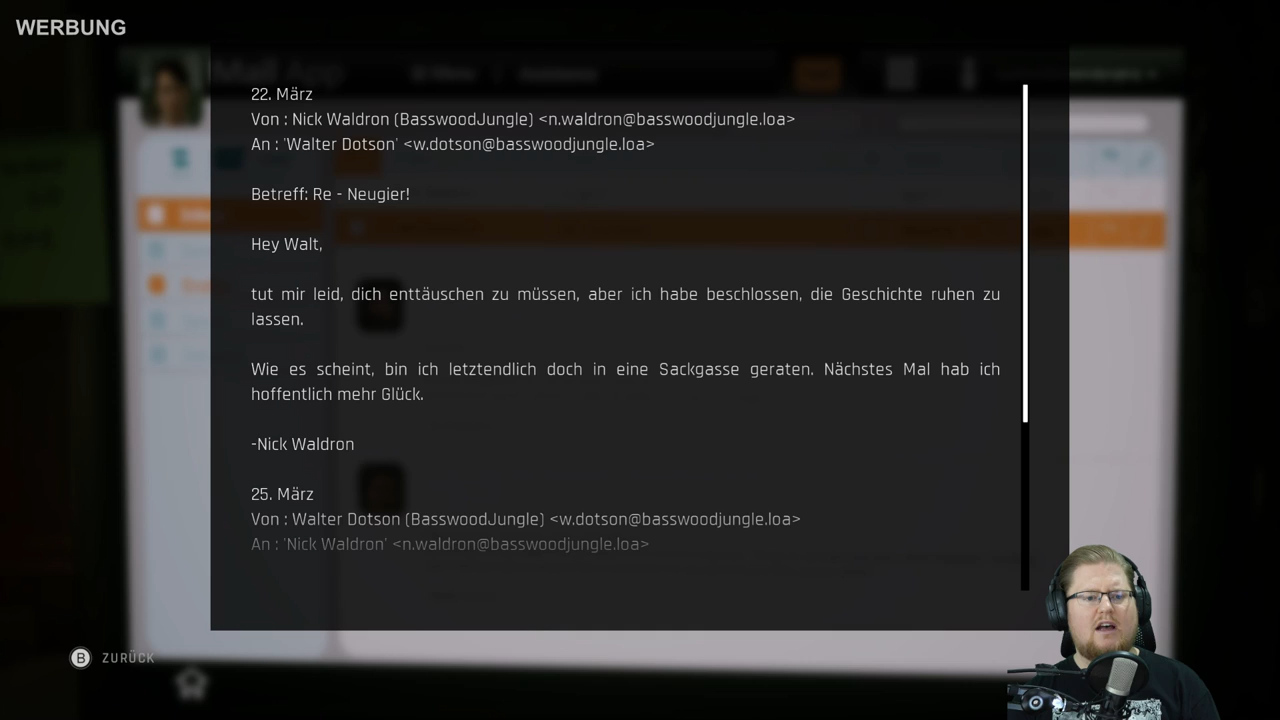 WERBUNG
22. März
Von : Nick Waldron (BasswoodJungle) <n.waldron@basswoodjungle.loa>
An : 'Walter Dotson' <w.dotson@basswoodjungle.loa>
Betreff: Re - Neugier!
Hey Walt,
tut mir leid, dich enttäuschen zu müssen, aber ich habe beschlossen, die Geschichte ruhen zu
lassen.
Wie es scheint, bin ich letztendlich doch in eine Sackgasse geraten. Nächstes Mal hab ich
hoffentlich mehr Glück.
-Nick Waldron
25. März
Von : Walter Dotson (BasswoodJungle) <w.dotson@basswoodjungle.loa>
An : 'Nick Waldron' <n.waldron@basswoodjungle.loa>
B ZURÜCK